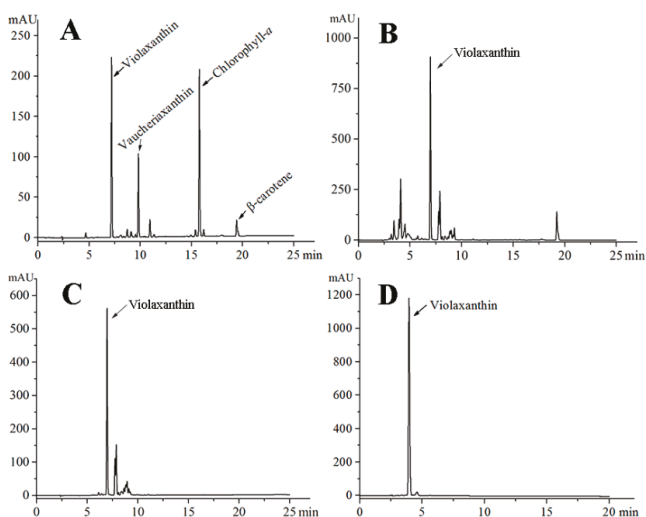 mAU
A
250
200
150
100
50
0
Violaxanthin
Vaucheriaxanthin
Chlorophyll-a
β-carotene
0 5 10 15 20 25 min
mAU
B
1000
750
500
250
0
Violaxanthin
0 5 10 15 20 25 min
mAU
C
600
500
400
300
200
100
0
Violaxanthin
0 5 10 15 20 25 min
mAU
D
1200
1000
800
600
400
200
0
Violaxanthin
0 5 10 15 20 min